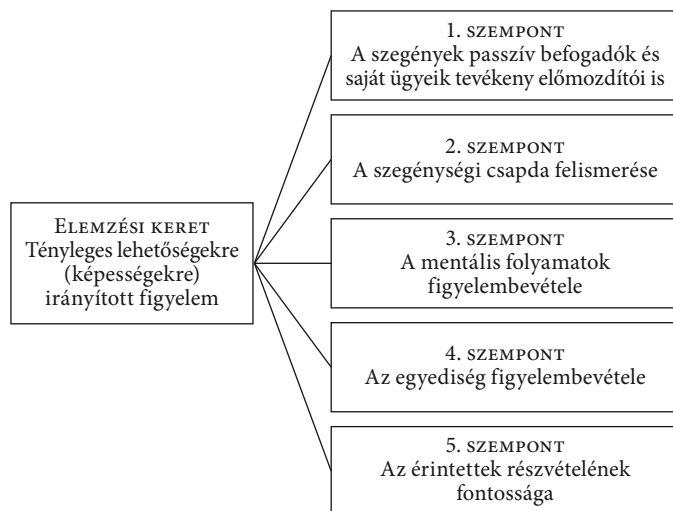 1. SZEMPONT
A szegények passzív befogadók és
saját ügyeik tevékeny előmozdítói is
2. SZEMPONT
A szegénységi csapda felismerése
ELEMZÉSI KERET
Tényleges lehetőségekre
(képességekre)
irányított figyelem
3. SZEMPONT
A mentális folyamatok
figyelembevétele
4. SZEMPONT
Az egyediség figyelembevétele
5. SZEMPONT
Az érintettek részvételének
fontossága